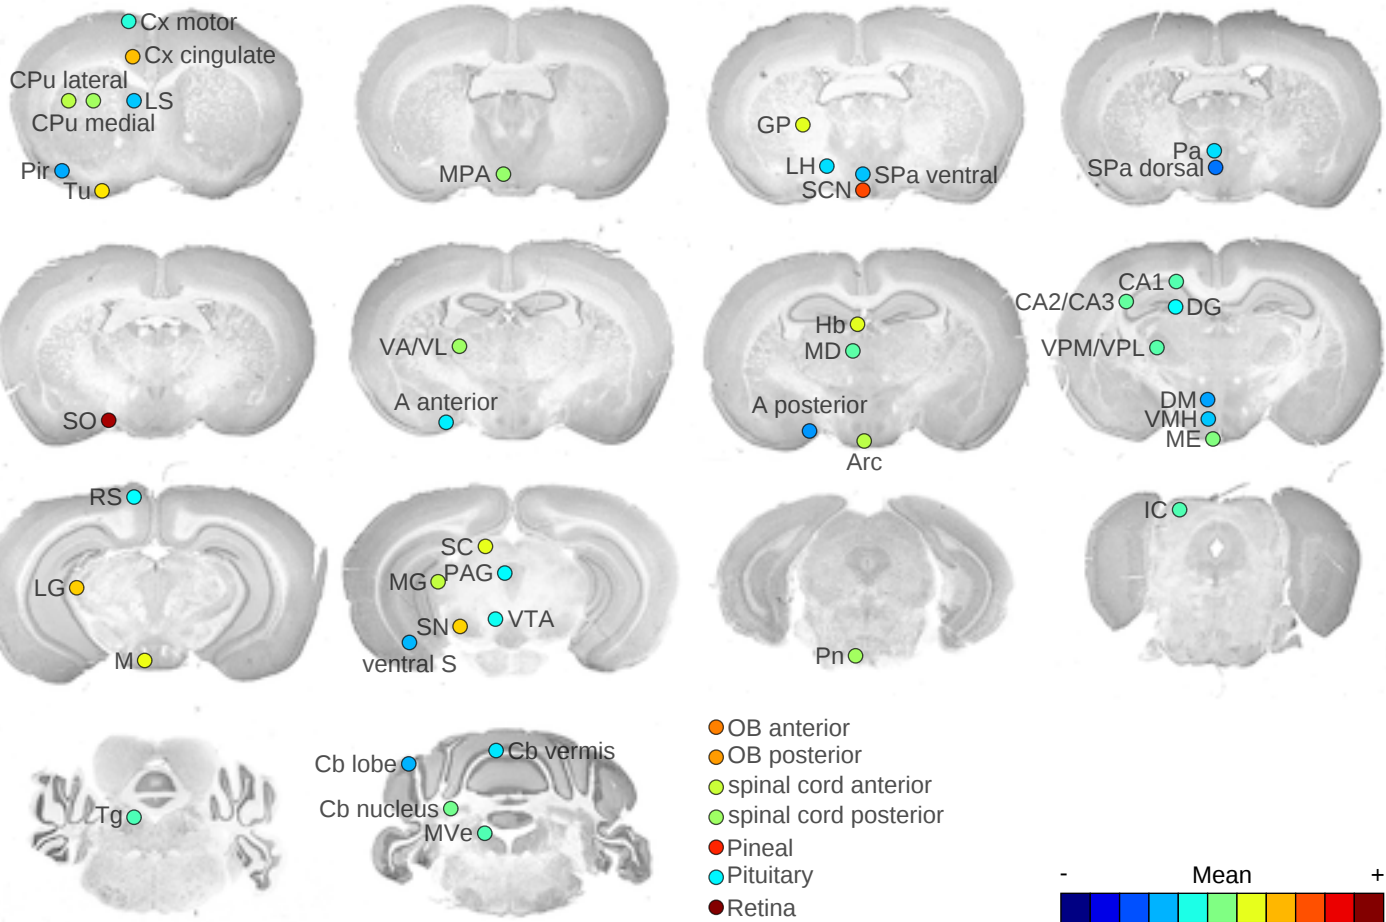 Cx motor
Cx cingulate
CPu lateral
LS
CPu medial
Pir
Tu
MPA
GP
LH
SPa ventral
SCN
Pa
SPa dorsal
SO
VA/VL
A anterior
Hb
MD
A posterior
Arc
CA1
CA2/CA3
DG
VPM/VPL
DM
VMH
ME
RS
LG
M
SC
PAG
MG
SN
VTA
ventral S
Pn
IC
Tg
Cb lobe
Cb vermis
Cb nucleus
MVe
OB anterior
OB posterior
spinal cord anterior
spinal cord posterior
Pineal
Pituitary
Retina
- Mean +